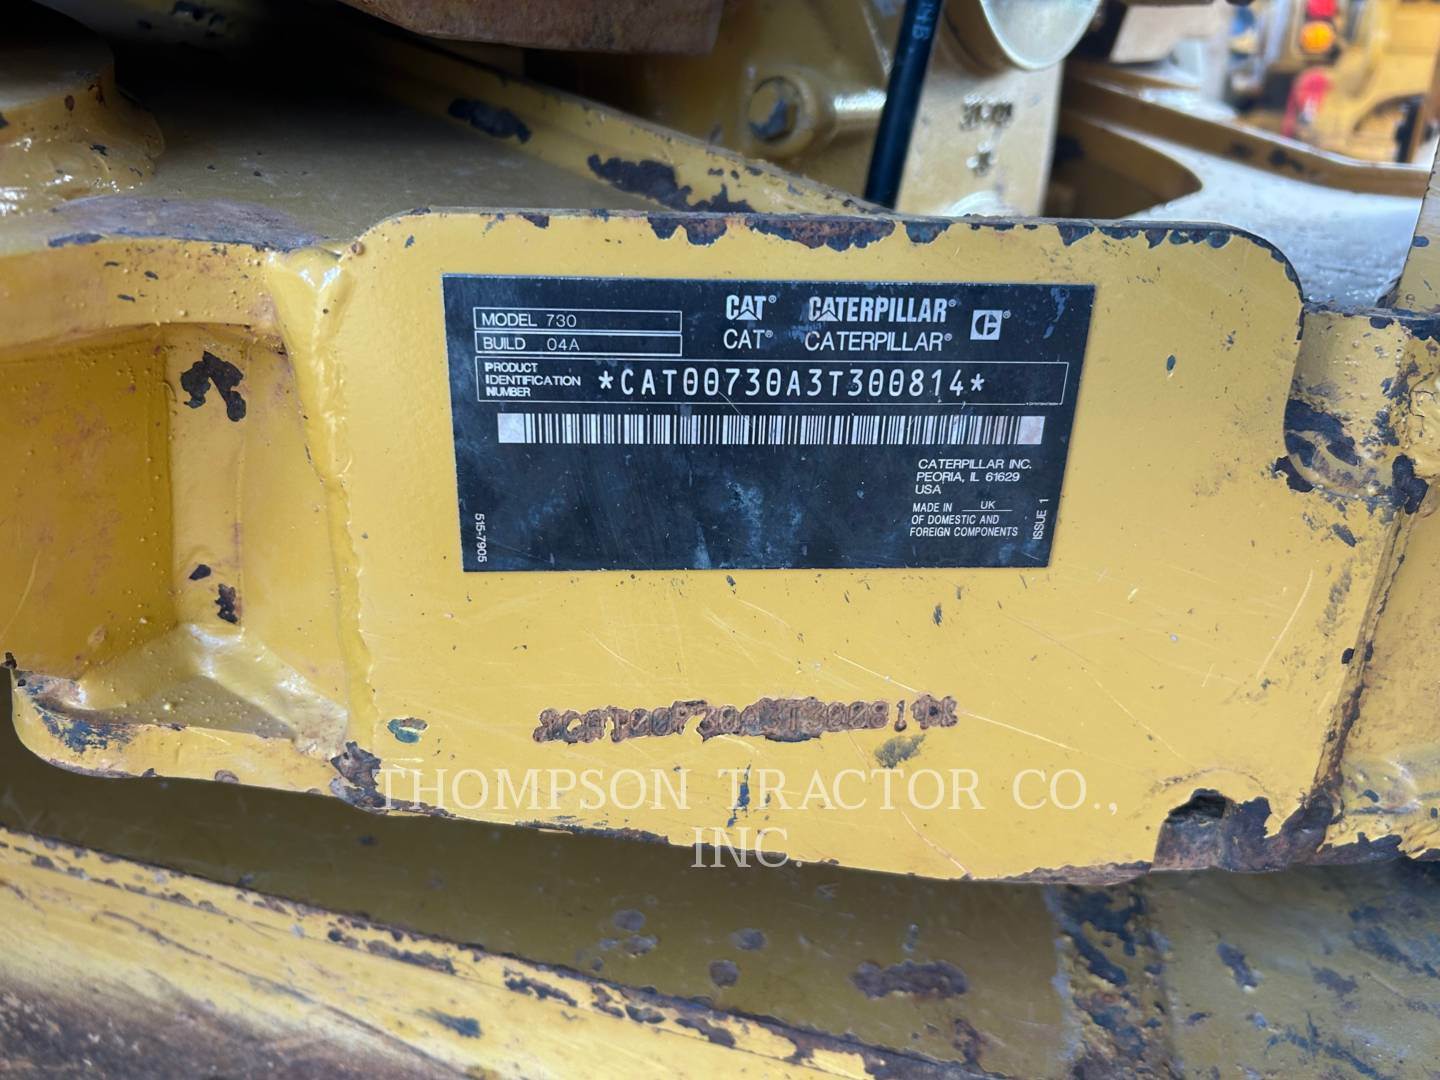 CAT® CATERPILLAR®
CAT® CATERPILLAR®
MODEL 730
BUILD 04A
PRODUCT
IDENTIFICATION
NUMBER
*CAT00730A3T300814*
CATERPILLAR INC.
PEORIA, IL 61629
USA
MADE IN UK
OF DOMESTIC AND
FOREIGN COMPONENTS
ISSUE 1
515-7905
*CAT00730A3T300814*
THOMPSON TRACTOR CO.,
INC.